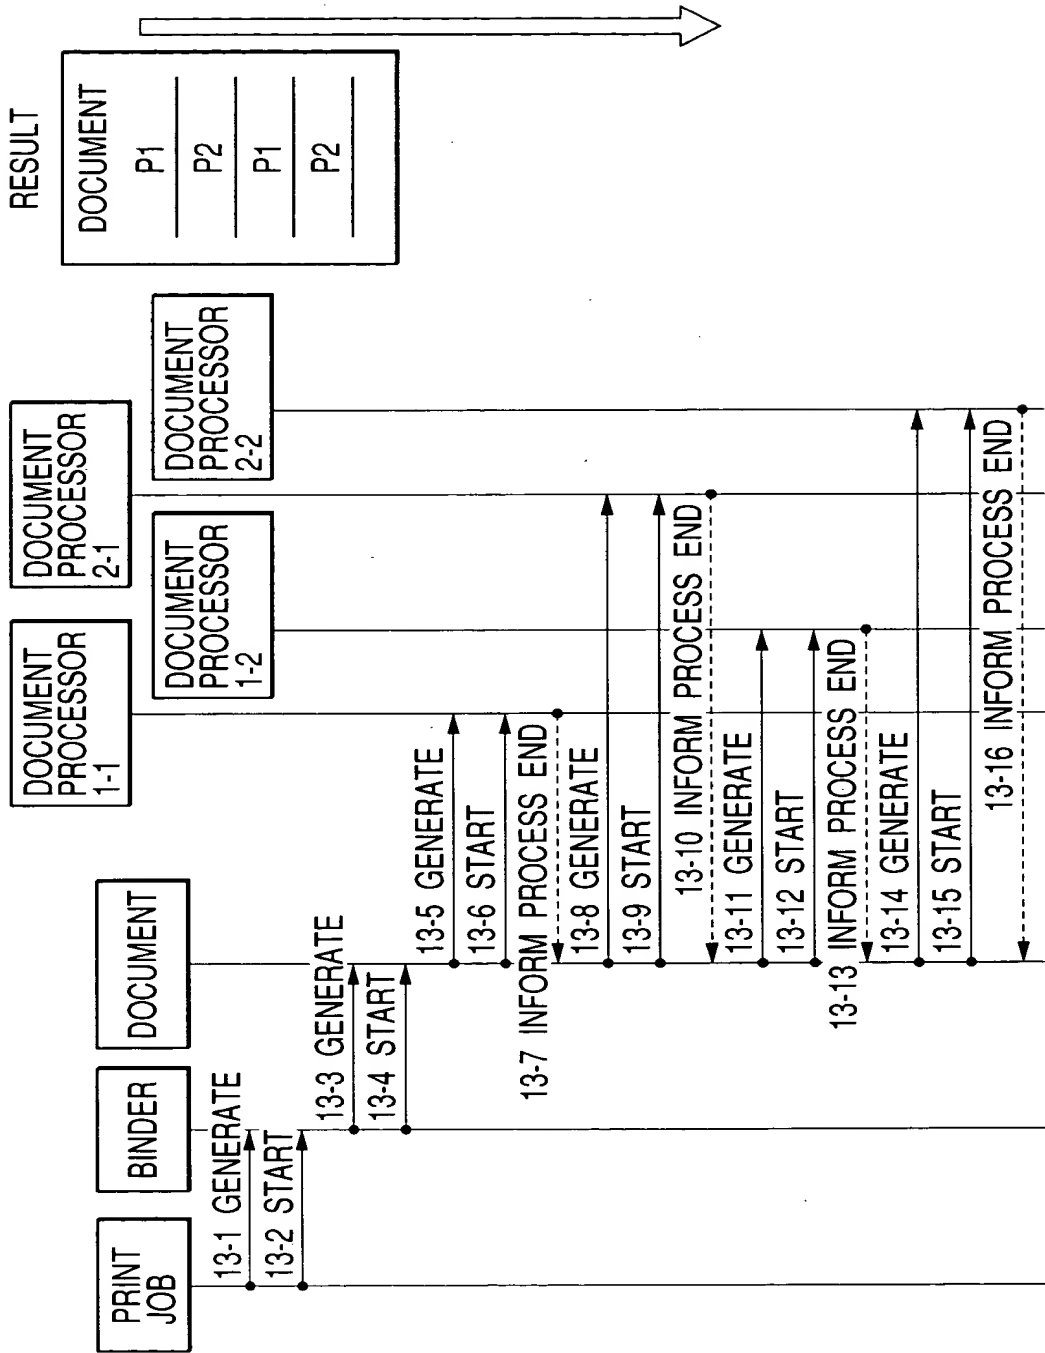 PRINT
JOB
BINDER
DOCUMENT
DOCUMENT
PROCESSOR
1-1
DOCUMENT
PROCESSOR
1-2
DOCUMENT
PROCESSOR
2-1
DOCUMENT
PROCESSOR
2-2
RESULT
DOCUMENT
P1
P2
P1
P2
13-1 GENERATE
13-2 START
13-3 GENERATE
13-4 START
13-5 GENERATE
13-6 START
13-7 INFORM PROCESS END
13-8 GENERATE
13-9 START
13-10 INFORM PROCESS END
13-11 GENERATE
13-12 START
13-13 INFORM PROCESS END
13-14 GENERATE
13-15 START
13-16 INFORM PROCESS END